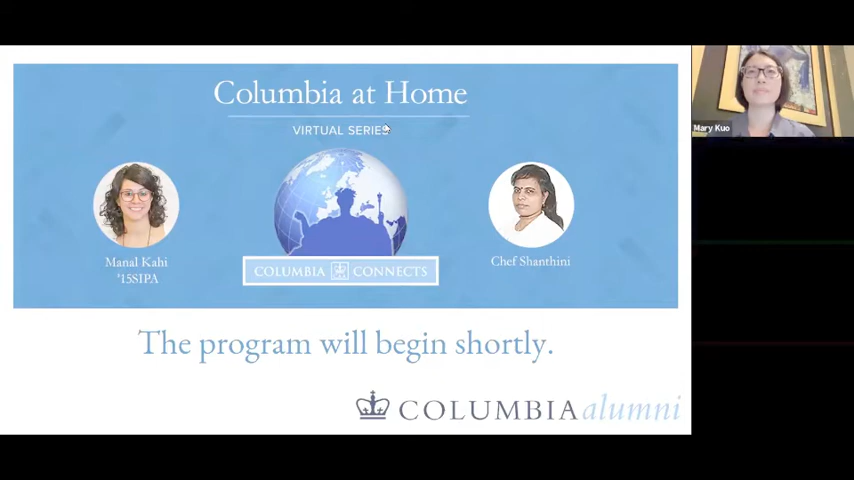 Columbia at Home
VIRTUAL SERIES
Manal Kahi
'15SIPA
COLUMBIA CONNECTS
Chef Shanthini
The program will begin shortly.
COLUMBIA alumni
Mary Kuo